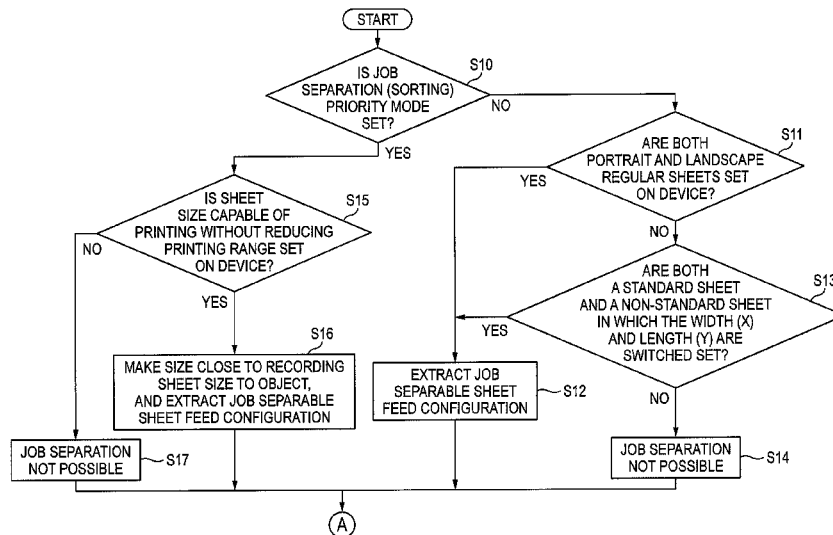 START
S10
IS JOB
SEPARATION (SORTING)
PRIORITY MODE
SET?
NO
YES
S11
ARE BOTH
PORTRAIT AND LANDSCAPE
REGULAR SHEETS SET
ON DEVICE?
YES
NO
S15
IS SHEET
SIZE CAPABLE OF
PRINTING WITHOUT REDUCING
PRINTING RANGE SET
ON DEVICE?
NO
YES
S13
ARE BOTH
A STANDARD SHEET
AND A NON-STANDARD SHEET
IN WHICH THE WIDTH (X)
AND LENGTH (Y) ARE
SWITCHED SET?
YES
NO
S16
MAKE SIZE CLOSE TO RECORDING
SHEET SIZE TO OBJECT,
AND EXTRACT JOB SEPARABLE
SHEET FEED CONFIGURATION
EXTRACT JOB
SEPARABLE SHEET
FEED CONFIGURATION
S12
JOB SEPARATION
NOT POSSIBLE
S17
JOB SEPARATION
NOT POSSIBLE
S14
A